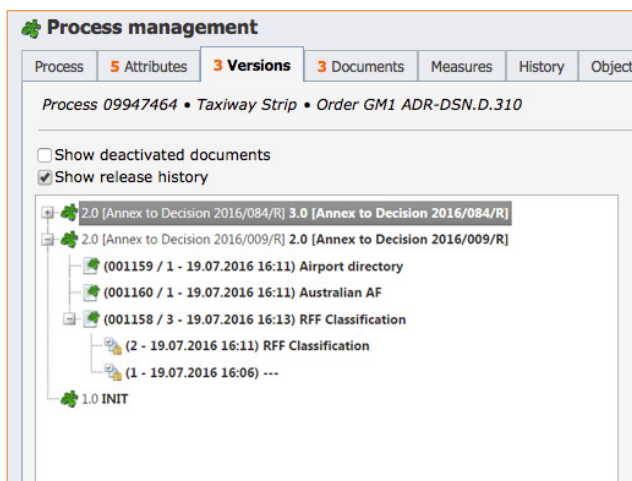 Process management
Process 5 Attributes 3 Versions 3 Documents Measures History Object
Process 09947464 • Taxiway Strip • Order GM1 ADR-DSN.D.310
Show deactivated documents
Show release history
2.0 [Annex to Decision 2016/084/R] 3.0 [Annex to Decision 2016/084/R]
2.0 [Annex to Decision 2016/009/R] 2.0 [Annex to Decision 2016/009/R]
(001159 / 1 - 19.07.2016 16:11) Airport directory
(001160 / 1 - 19.07.2016 16:11) Australian AF
(001158 / 3 - 19.07.2016 16:13) RFF Classification
(2 - 19.07.2016 16:11) RFF Classification
(1 - 19.07.2016 16:06) ---
1.0 INIT